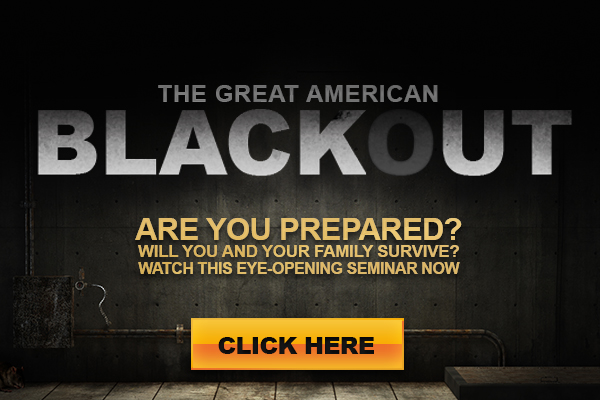 THE GREAT AMERICAN
BLACKOUT
ARE YOU PREPARED?
WILL YOU AND YOUR FAMILY SURVIVE?
WATCH THIS EYE-OPENING SEMINAR NOW
CLICK HERE